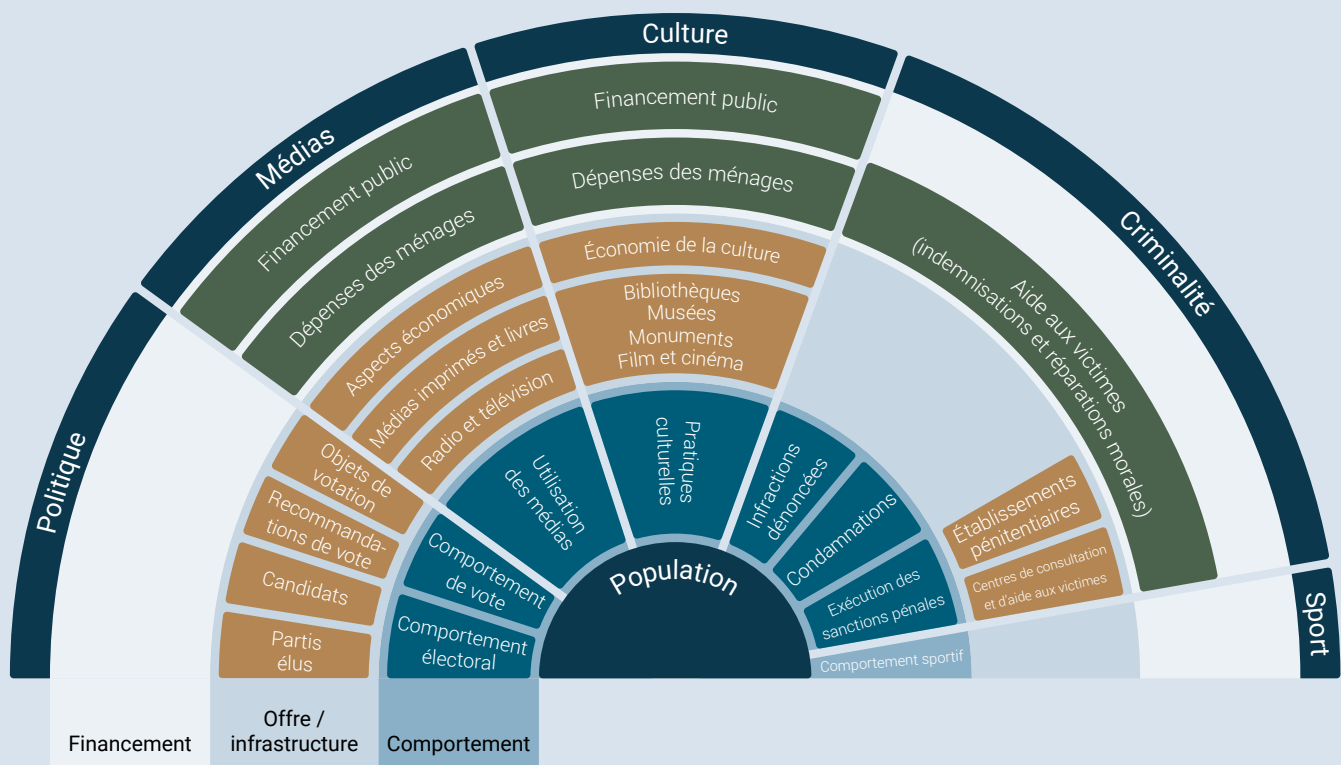 Politique
Médias
Culture
Criminalité
Sport
Objets de
votation
Recommanda-
tions de vote
Candidats
Partis
élus
Comportement
de vote
Comportement
électoral
Financement public
Dépenses des ménages
Aspects économiques
Médias imprimés et livres
Radio et télévision
Utilisation
des médias
Financement public
Dépenses des ménages
Économie de la culture
Bibliothèques
Musées
Monuments
Film et cinéma
Pratiques
culturelles
Aide aux victimes
(indemnisations et réparations morales)
Établissements
pénitentiaires
Centres de consultation
et d'aide aux victimes
Infractions
dénoncées
Condamnations
Exécution des
sanctions pénales
Comportement sportif
Population
Financement
Offre /
infrastructure
Comportement